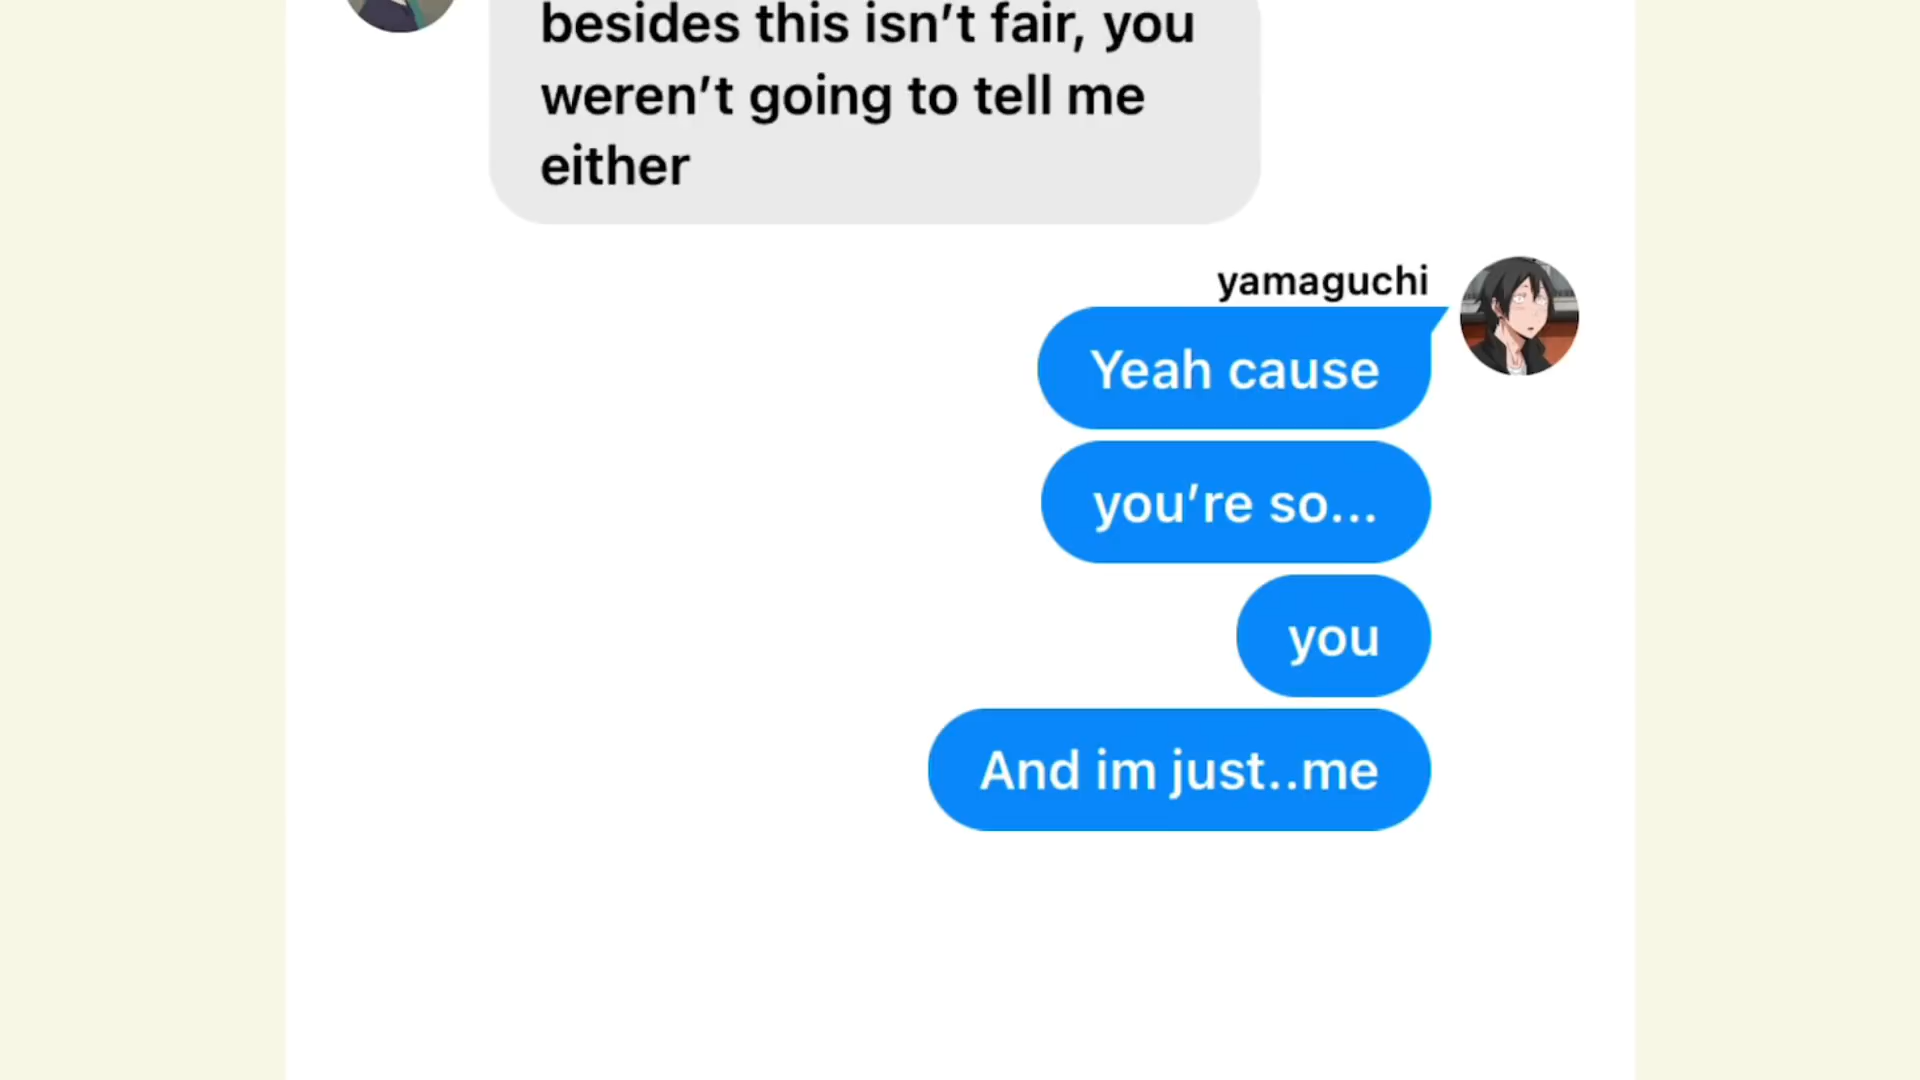 besides this isn’t fair, you
weren’t going to tell me
either
yamaguchi
Yeah cause
you’re so...
you
And im just..me